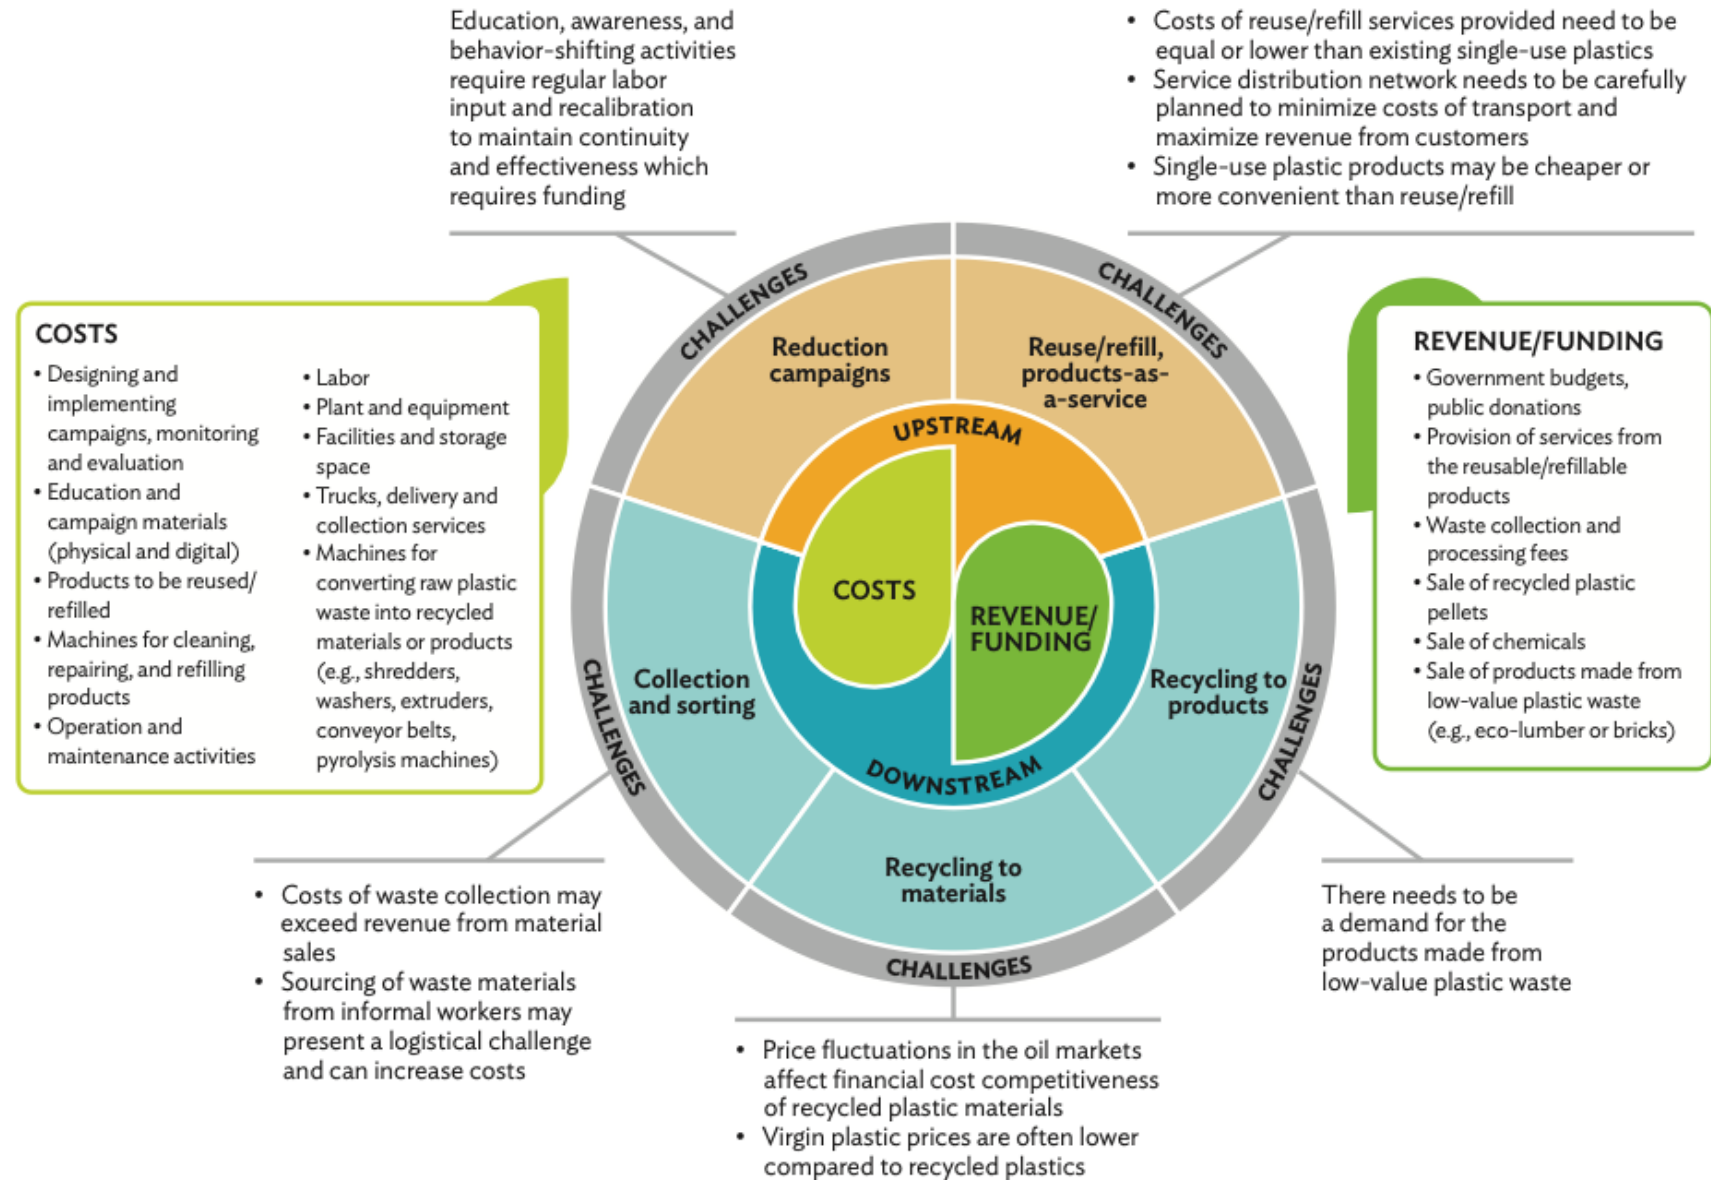 Education, awareness, and
behavior-shifting activities
require regular labor
input and recalibration
to maintain continuity
and effectiveness which
requires funding
• Costs of reuse/refill services provided need to be
equal or lower than existing single-use plastics
• Service distribution network needs to be carefully
planned to minimize costs of transport and
maximize revenue from customers
• Single-use plastic products may be cheaper or
more convenient than reuse/refill
COSTS
• Designing and
implementing
campaigns, monitoring
and evaluation
• Education and
campaign materials
(physical and digital)
• Products to be reused/
refilled
• Machines for cleaning,
repairing, and refilling
products
• Operation and
maintenance activities
• Labor
• Plant and equipment
• Facilities and storage
space
• Trucks, delivery and
collection services
• Machines for
converting raw plastic
waste into recycled
materials or products
(e.g., shredders,
washers, extruders,
conveyor belts,
pyrolysis machines)
CHALLENGES
CHALLENGES
Reduction
campaigns
Reuse/refill,
products-as-
a-service
UPSTREAM
COSTS
REVENUE/
FUNDING
CHALLENGES
Collection
and sorting
Recycling to
products
CHALLENGES
DOWNSTREAM
Recycling to
materials
CHALLENGES
REVENUE/FUNDING
• Government budgets,
public donations
• Provision of services from
the reusable/refillable
products
• Waste collection and
processing fees
• Sale of recycled plastic
pellets
• Sale of chemicals
• Sale of products made from
low-value plastic waste
(e.g., eco-lumber or bricks)
• Costs of waste collection may
exceed revenue from material
sales
• Sourcing of waste materials
from informal workers may
present a logistical challenge
and can increase costs
• Price fluctuations in the oil markets
affect financial cost competitiveness
of recycled plastic materials
• Virgin plastic prices are often lower
compared to recycled plastics
There needs to be
a demand for the
products made from
low-value plastic waste